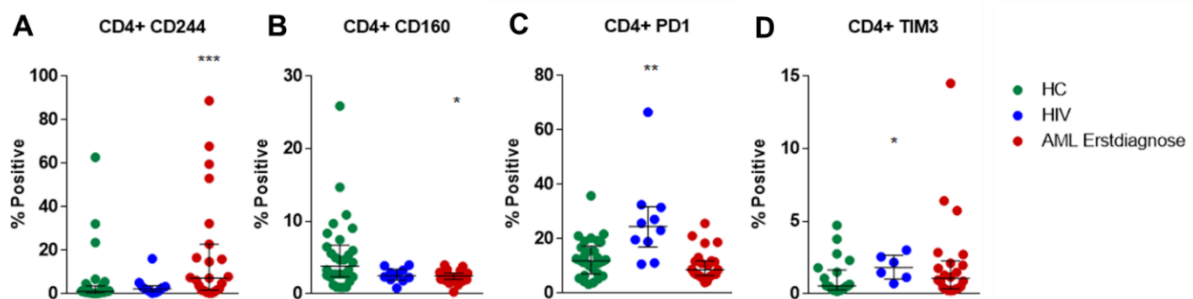 A CD4+ CD244
***
% Positive
100
80
60
40
20
0
B CD4+ CD160
*
% Positive
30
20
10
0
C CD4+ PD1
**
% Positive
80
60
40
20
0
D CD4+ TIM3
*
% Positive
15
10
5
0
HC
HIV
AML Erstdiagnose